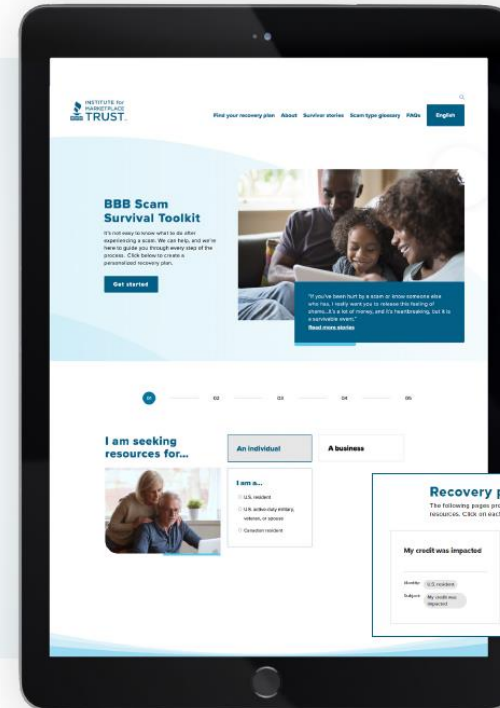 INSTITUTE for
MARKETPLACE
TRUST
Find your recovery plan About Survivor stories Scam type glossary FAQs English
BBB Scam
Survival Toolkit
It's not easy to know what to do after
experiencing a scam. We can help, and we're
here to guide you through every step of the
process. Click below to create a
personalized recovery plan.
Get started
"If you've been hurt by a scam or know someone else
who has, I really want you to release this feeling of
shame...it's a lot of money, and it's heartbreaking, but it is
a survivable event."
Read more stories
01 02 03 04 05
I am seeking
resources for...
An individual
A business
I am a...
U.S. resident
U.S. active-duty military,
veteran, or spouse
Canadian resident
Recovery p
The following pages pro
resources. Click on each
My credit was impacted
Identity: U.S. resident
Subject: My credit was
impacted